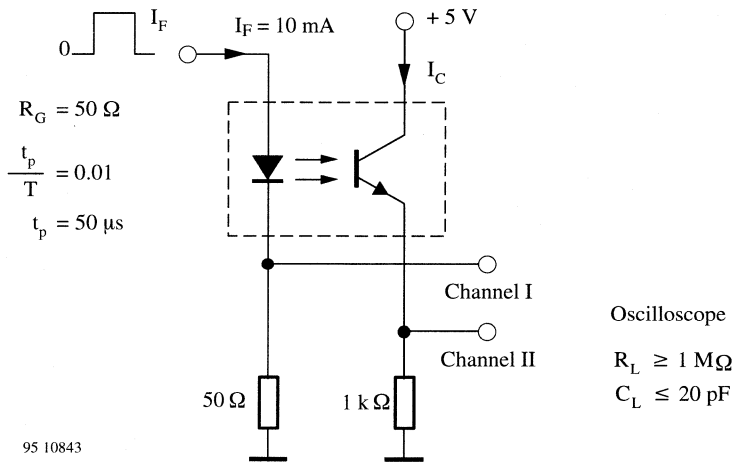 I_F
0
I_F = 10 mA
+ 5 V
I_C
R_G = 50 Ω
t_p
T
= 0.01
t_p = 50 µs
Channel I
Channel II
50 Ω
1 k Ω
Oscilloscope
R_L ≥ 1 MΩ
C_L ≤ 20 pF
95 10843